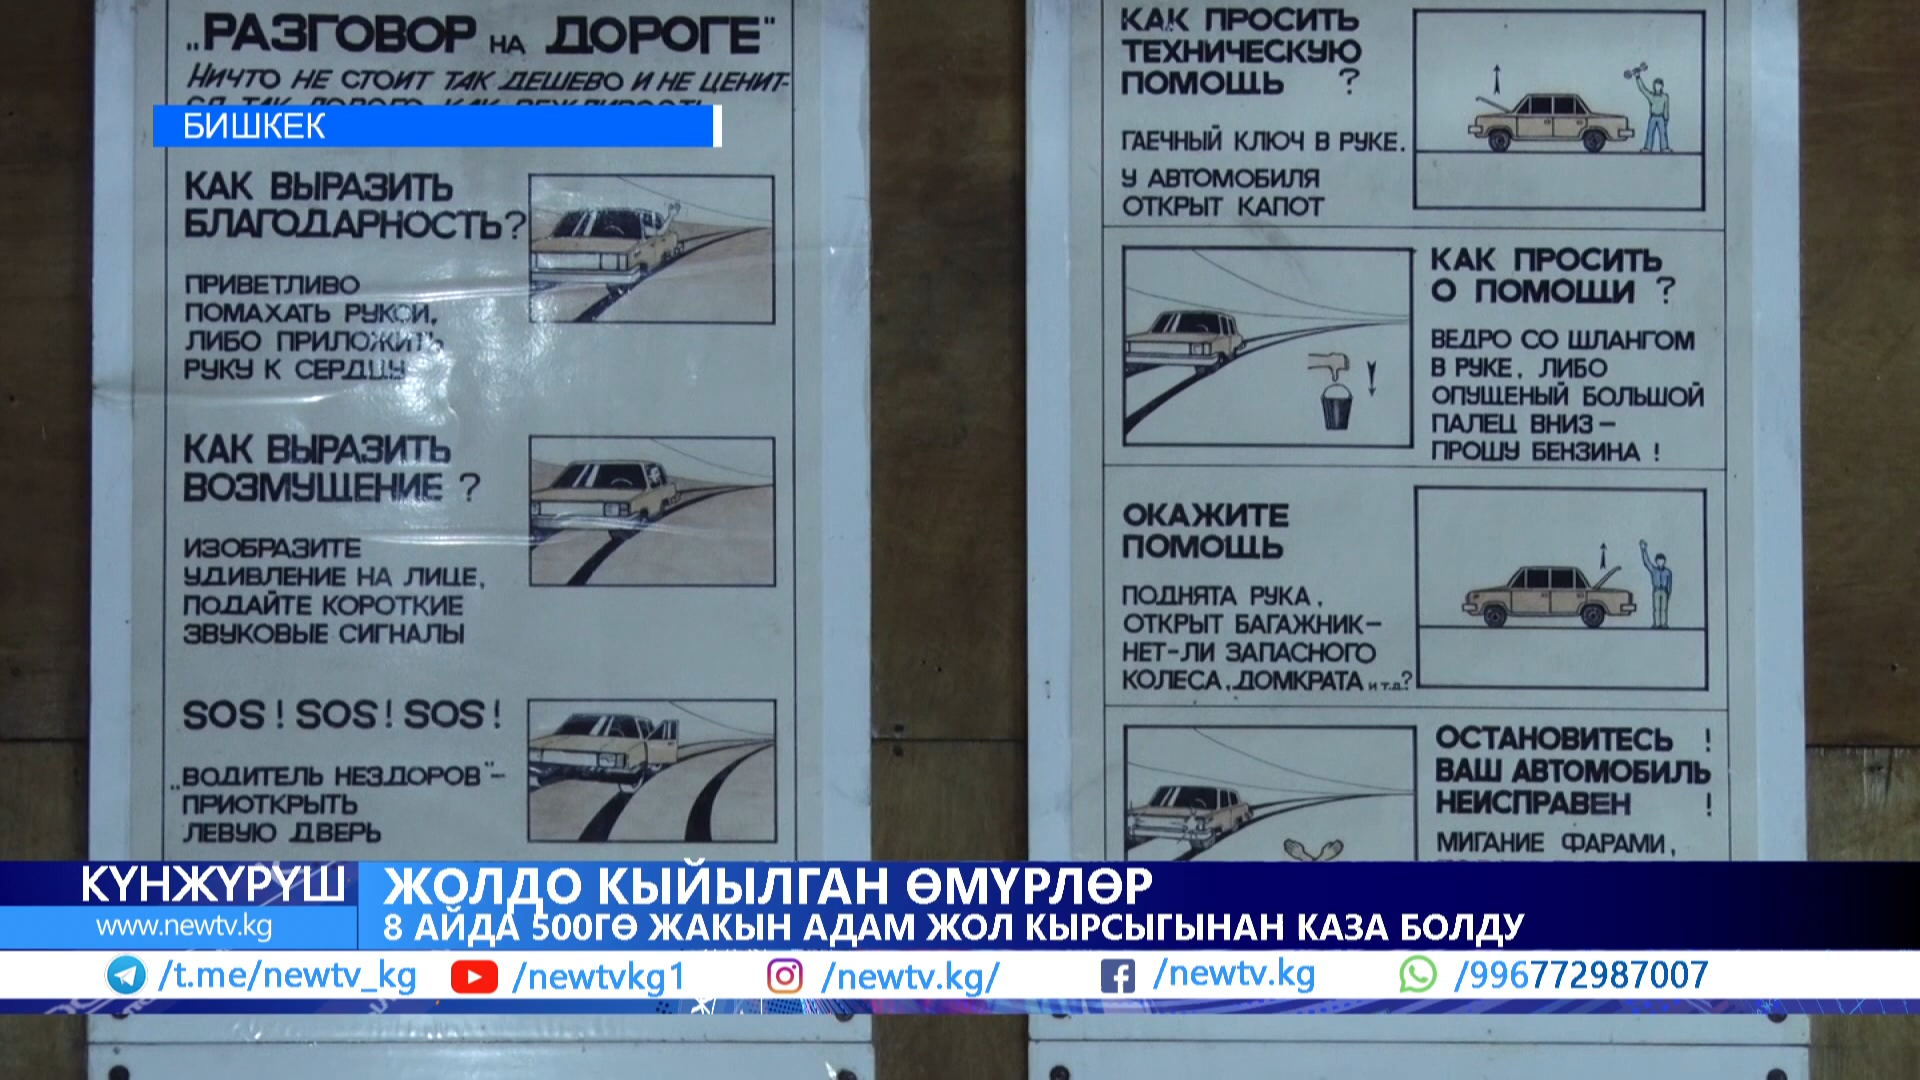 „РАЗГОВОР НА ДОРОГЕ"
НИЧТО НЕ СТОИТ ТАК ДЕШЕВО И НЕ ЦЕНИТ-
БИШКЕК
КАК ВЫРАЗИТЬ
БЛАГОДАРНОСТЬ?
ПРИВЕТЛИВО
ПОМАХАТЬ РУКОЙ,
ЛИБО ПРИЛОЖИТЬ
РУКУ К СЕРДЦУ
КАК ВЫРАЗИТЬ
ВОЗМУЩЕНИЕ ?
ИЗОБРАЗИТЕ
УДИВЛЕНИЕ НА ЛИЦЕ,
ПОДАЙТЕ КОРОТКИЕ
ЗВУКОВЫЕ СИГНАЛЫ
SOS! SOS! SOS!
„ВОДИТЕЛЬ НЕЗДОРОВ"–
ПРИОТКРЫТЬ
ЛЕВУЮ ДВЕРЬ
КАК ПРОСИТЬ
ТЕХНИЧЕСКУЮ
ПОМОЩЬ ?
ГАЕЧНЫЙ КЛЮЧ В РУКЕ.
У АВТОМОБИЛЯ
ОТКРЫТ КАПОТ
КАК ПРОСИТЬ
О ПОМОЩИ ?
ВЕДРО СО ШЛАНГОМ
В РУКЕ, ЛИБО
ОПУЩЕНЫЙ БОЛЬШОЙ
ПАЛЕЦ ВНИЗ –
ПРОШУ БЕНЗИНА !
ОКАЖИТЕ
ПОМОЩЬ
ПОДНЯТА РУКА,
ОТКРЫТ БАГАЖНИК–
НЕТ-ЛИ ЗАПАСНОГО
КОЛЕСА, ДОМКРАТА и т.д.?
ОСТАНОВИТЕСЬ !
ВАШ АВТОМОБИЛЬ
НЕИСПРАВЕН !
МИГАНИЕ ФАРАМИ,
КҮНЖҮРҮШ
www.newtv.kg
ЖОЛДО КЫЙЫЛГАН ӨМҮРЛӨР
8 АЙДА 500ГӨ ЖАКЫН АДАМ ЖОЛ КЫРСЫГЫНАН КАЗА БОЛДУ
/t.me/newtv_kg /newtvkg1 /newtv.kg/ /newtv.kg /996772987007